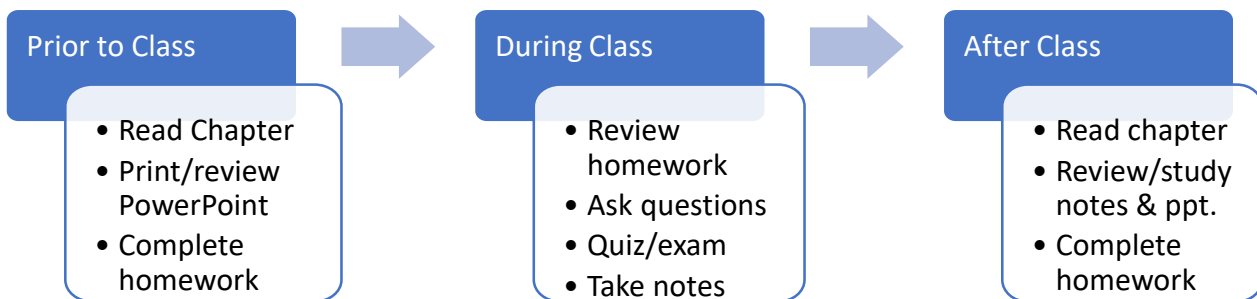 Prior to Class
• Read Chapter
• Print/review
PowerPoint
• Complete
homework
During Class
• Review
homework
• Ask questions
• Quiz/exam
• Take notes
After Class
• Read chapter
• Review/study
notes & ppt.
• Complete
homework